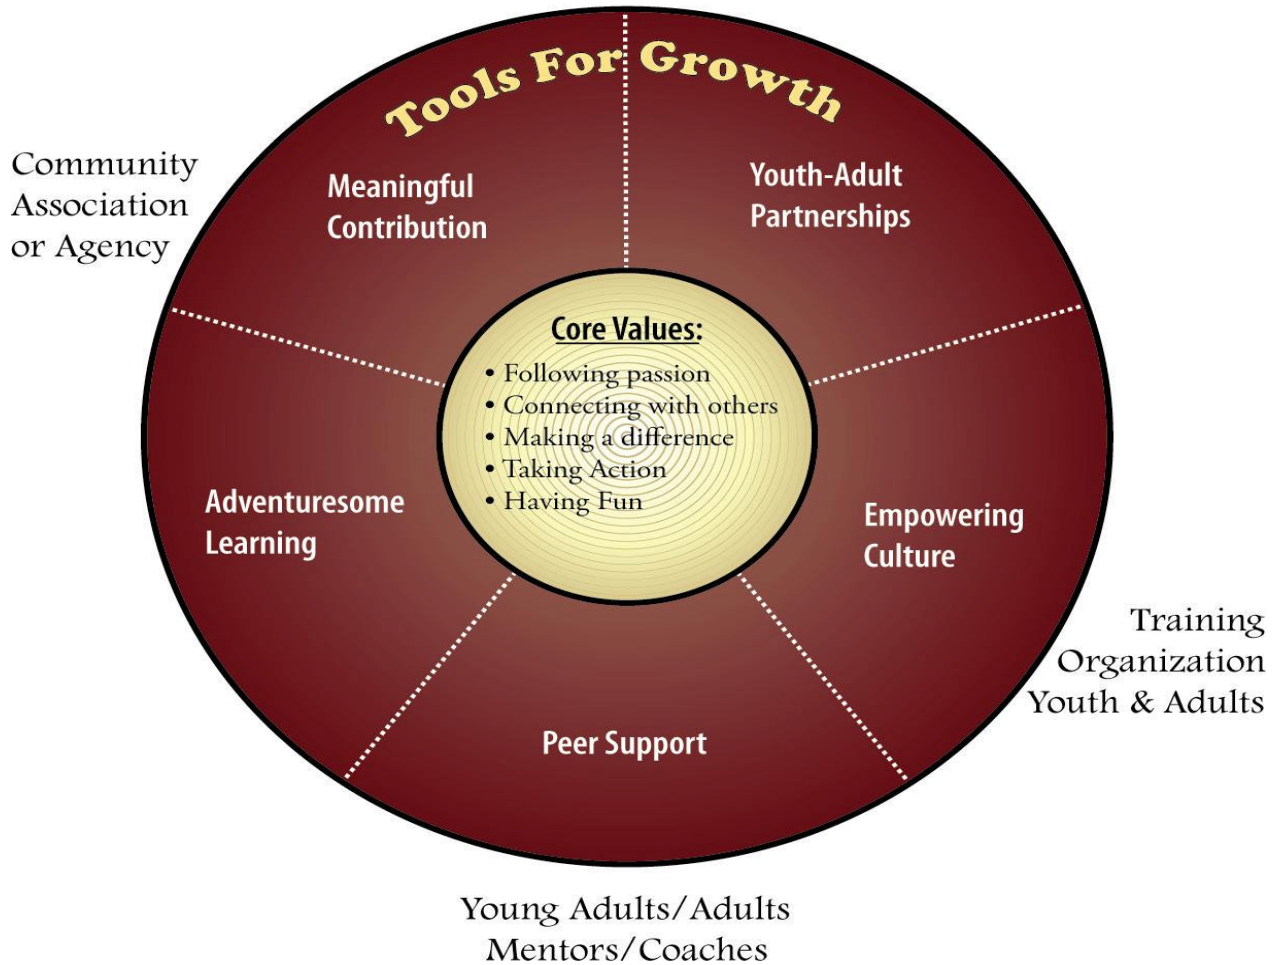 Tools For Growth
Community
Association
or Agency
Meaningful
Contribution
Youth-Adult
Partnerships
Core Values:
• Following passion
• Connecting with others
• Making a difference
• Taking Action
• Having Fun
Adventuresome
Learning
Empowering
Culture
Peer Support
Training
Organization
Youth & Adults
Young Adults/Adults
Mentors/Coaches